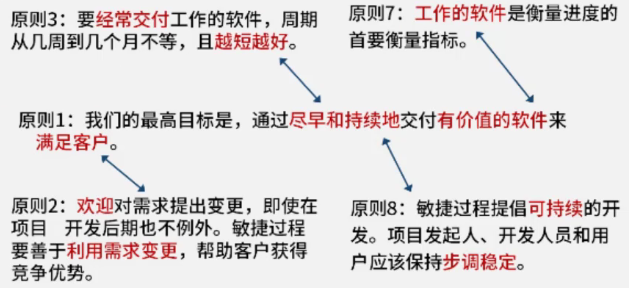 原则3：要经常交付工作的软件，周期
从几周到几个月不等，且越短越好。
原则7：工作的软件是衡量进度的
首要衡量指标。
原则1：我们的最高目标是，通过尽早和持续地交付有价值的软件来
满足客户。
原则2：欢迎对需求提出变更，即使在
项目 开发后期也不例外。敏捷过程
要善于利用需求变更，帮助客户获得
竞争优势。
原则8：敏捷过程提倡可持续的开
发。项目发起人、开发人员和用
户应该保持步调稳定。